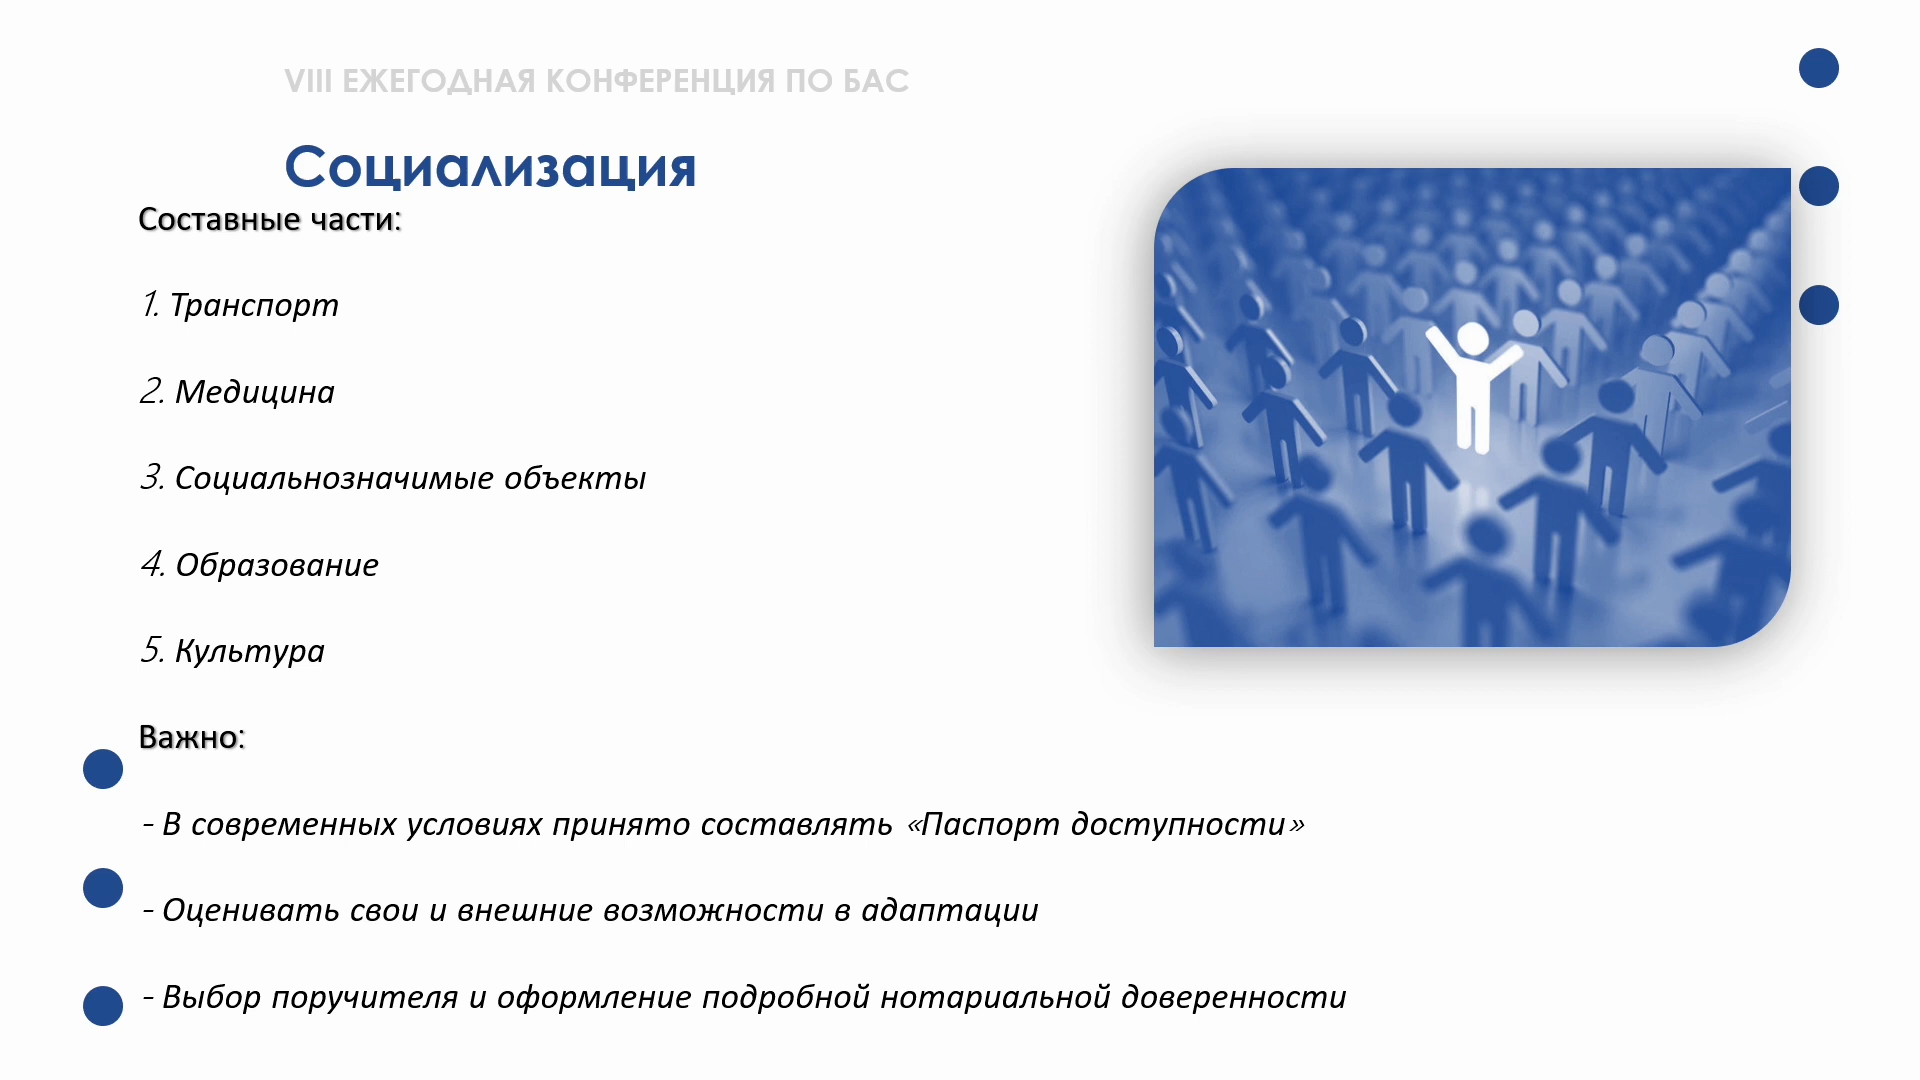 VIII ЕЖЕГОДНАЯ КОНФЕРЕНЦИЯ ПО БАС
Социализация
Составные части:
1. Транспорт
2. Медицина
3. Социальнозначимые объекты
4. Образование
5. Культура
Важно:
- В современных условиях принято составлять «Паспорт доступности»
- Оценивать свои и внешние возможности в адаптации
- Выбор поручителя и оформление подробной нотариальной доверенности